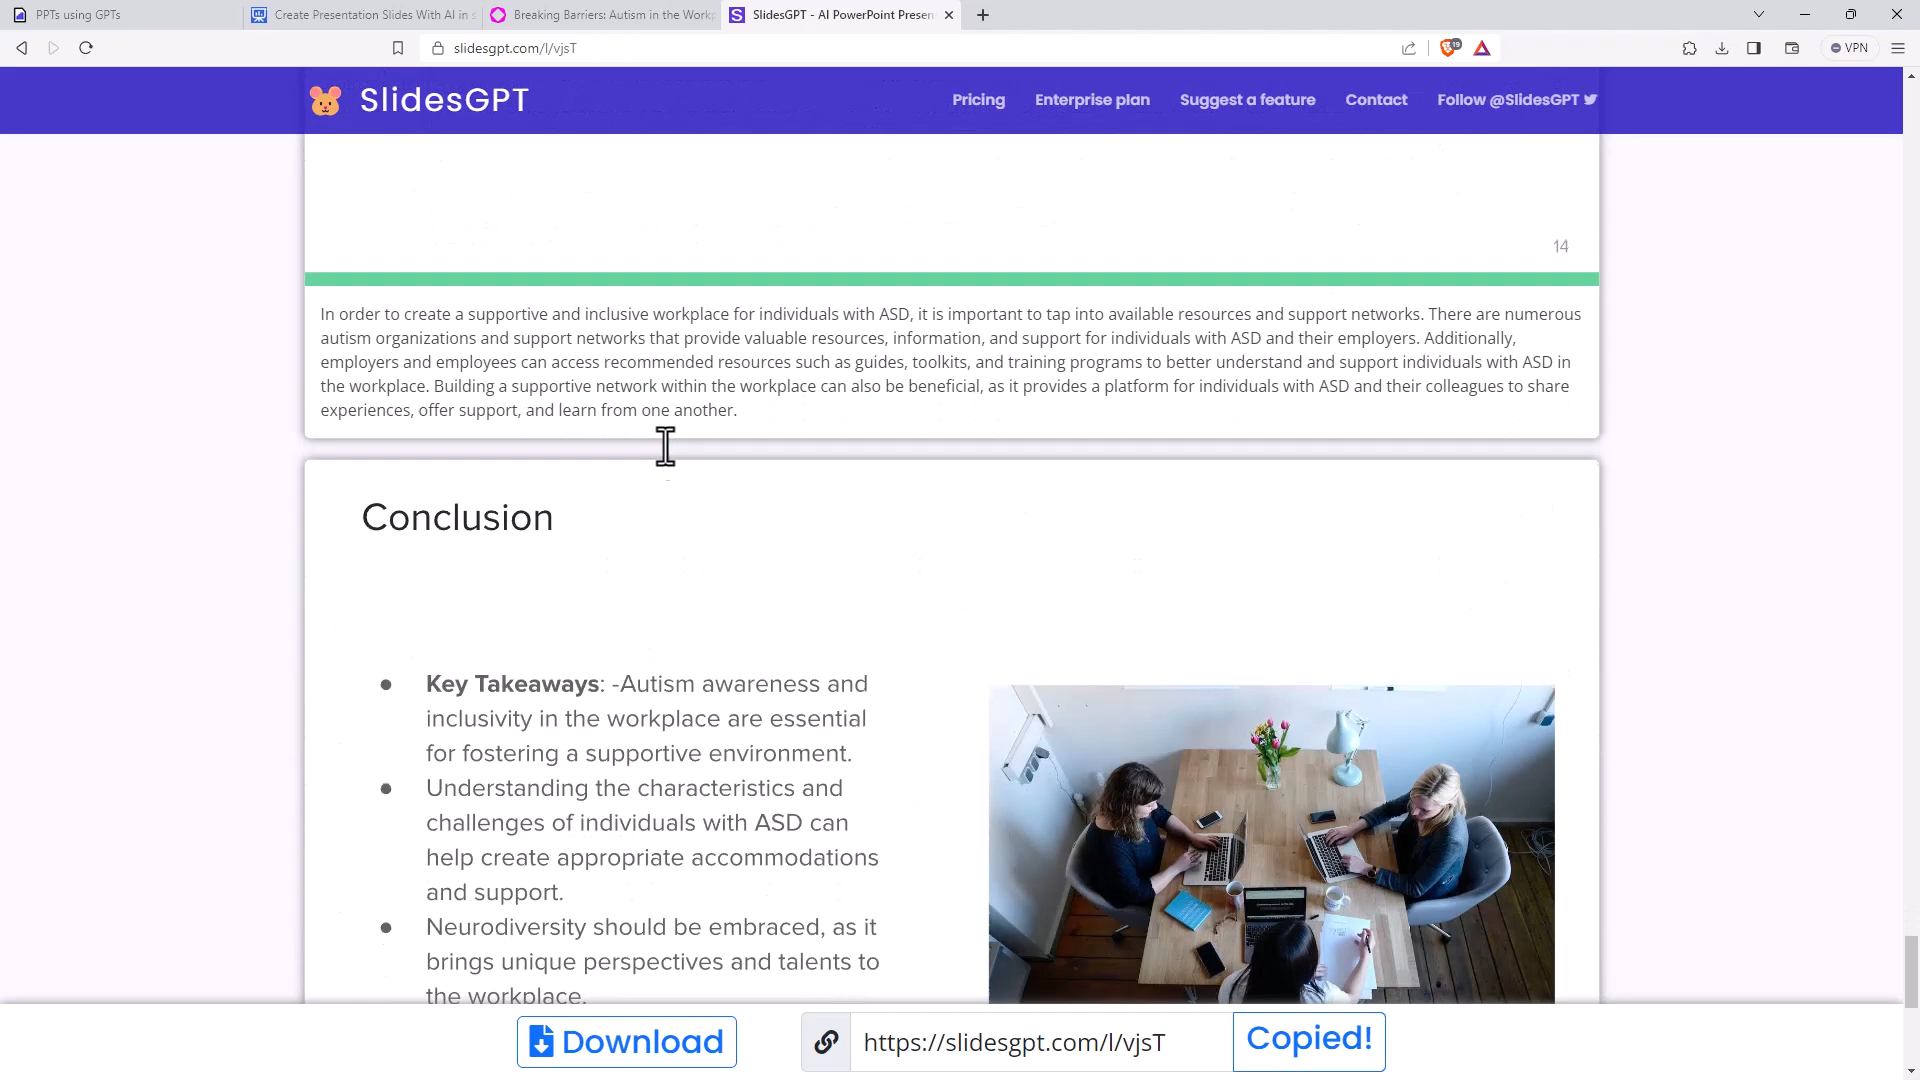 PPTs using GPTs
Create Presentation Slides With AI in s
Breaking Barriers: Autism in the Workp
SlidesGPT - AI PowerPoint Presen
slidesgpt.com/l/vjsT
19
VPN
SlidesGPT
Pricing
Enterprise plan
Suggest a feature
Contact
Follow @SlidesGPT
14
In order to create a supportive and inclusive workplace for individuals with ASD, it is important to tap into available resources and support networks. There are numerous
autism organizations and support networks that provide valuable resources, information, and support for individuals with ASD and their employers. Additionally,
employers and employees can access recommended resources such as guides, toolkits, and training programs to better understand and support individuals with ASD in
the workplace. Building a supportive network within the workplace can also be beneficial, as it provides a platform for individuals with ASD and their colleagues to share
experiences, offer support, and learn from one another.
Conclusion
● Key Takeaways: -Autism awareness and
inclusivity in the workplace are essential
for fostering a supportive environment.
● Understanding the characteristics and
challenges of individuals with ASD can
help create appropriate accommodations
and support.
● Neurodiversity should be embraced, as it
brings unique perspectives and talents to
the workplace.
Download
https://slidesgpt.com/l/vjsT
Copied!